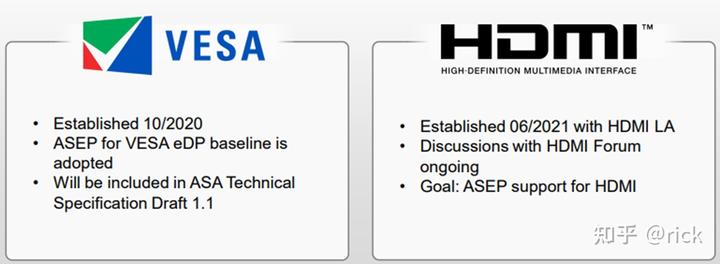 VESA
• Established 10/2020
• ASEP for VESA eDP baseline is
adopted
• Will be included in ASA Technical
Specification Draft 1.1
HDMI™
HIGH-DEFINITION MULTIMEDIA INTERFACE
• Established 06/2021 with HDMI LA
• Discussions with HDMI Forum
ongoing
• Goal: ASEP support for HDMI
知乎 @rick